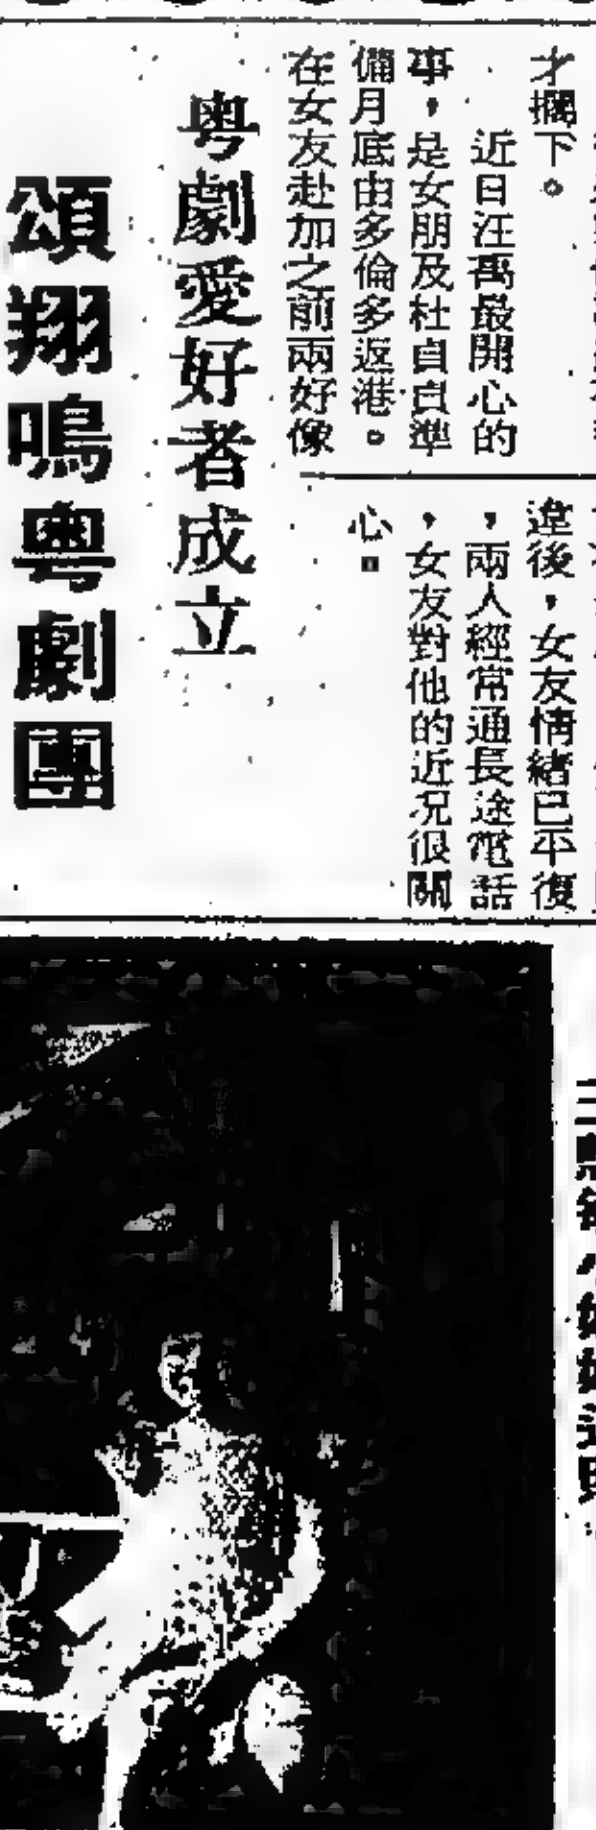 才擱下。
近日汪禹最開心的
事，是女朋及杜自自準
備月底由多倫多返港。
在女友赴加之前兩好像
違後，女友情緒已平復
，兩人經常通長途電話
，女友對他的近況很關
心。
粵劇愛好者成立
頌翔鳴粵劇團